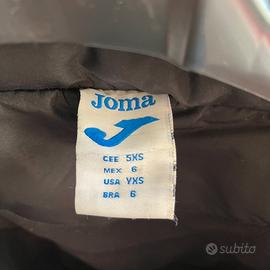 Joma
CEE 5XS
MEX 6
USA YXS
BRA 6
subito